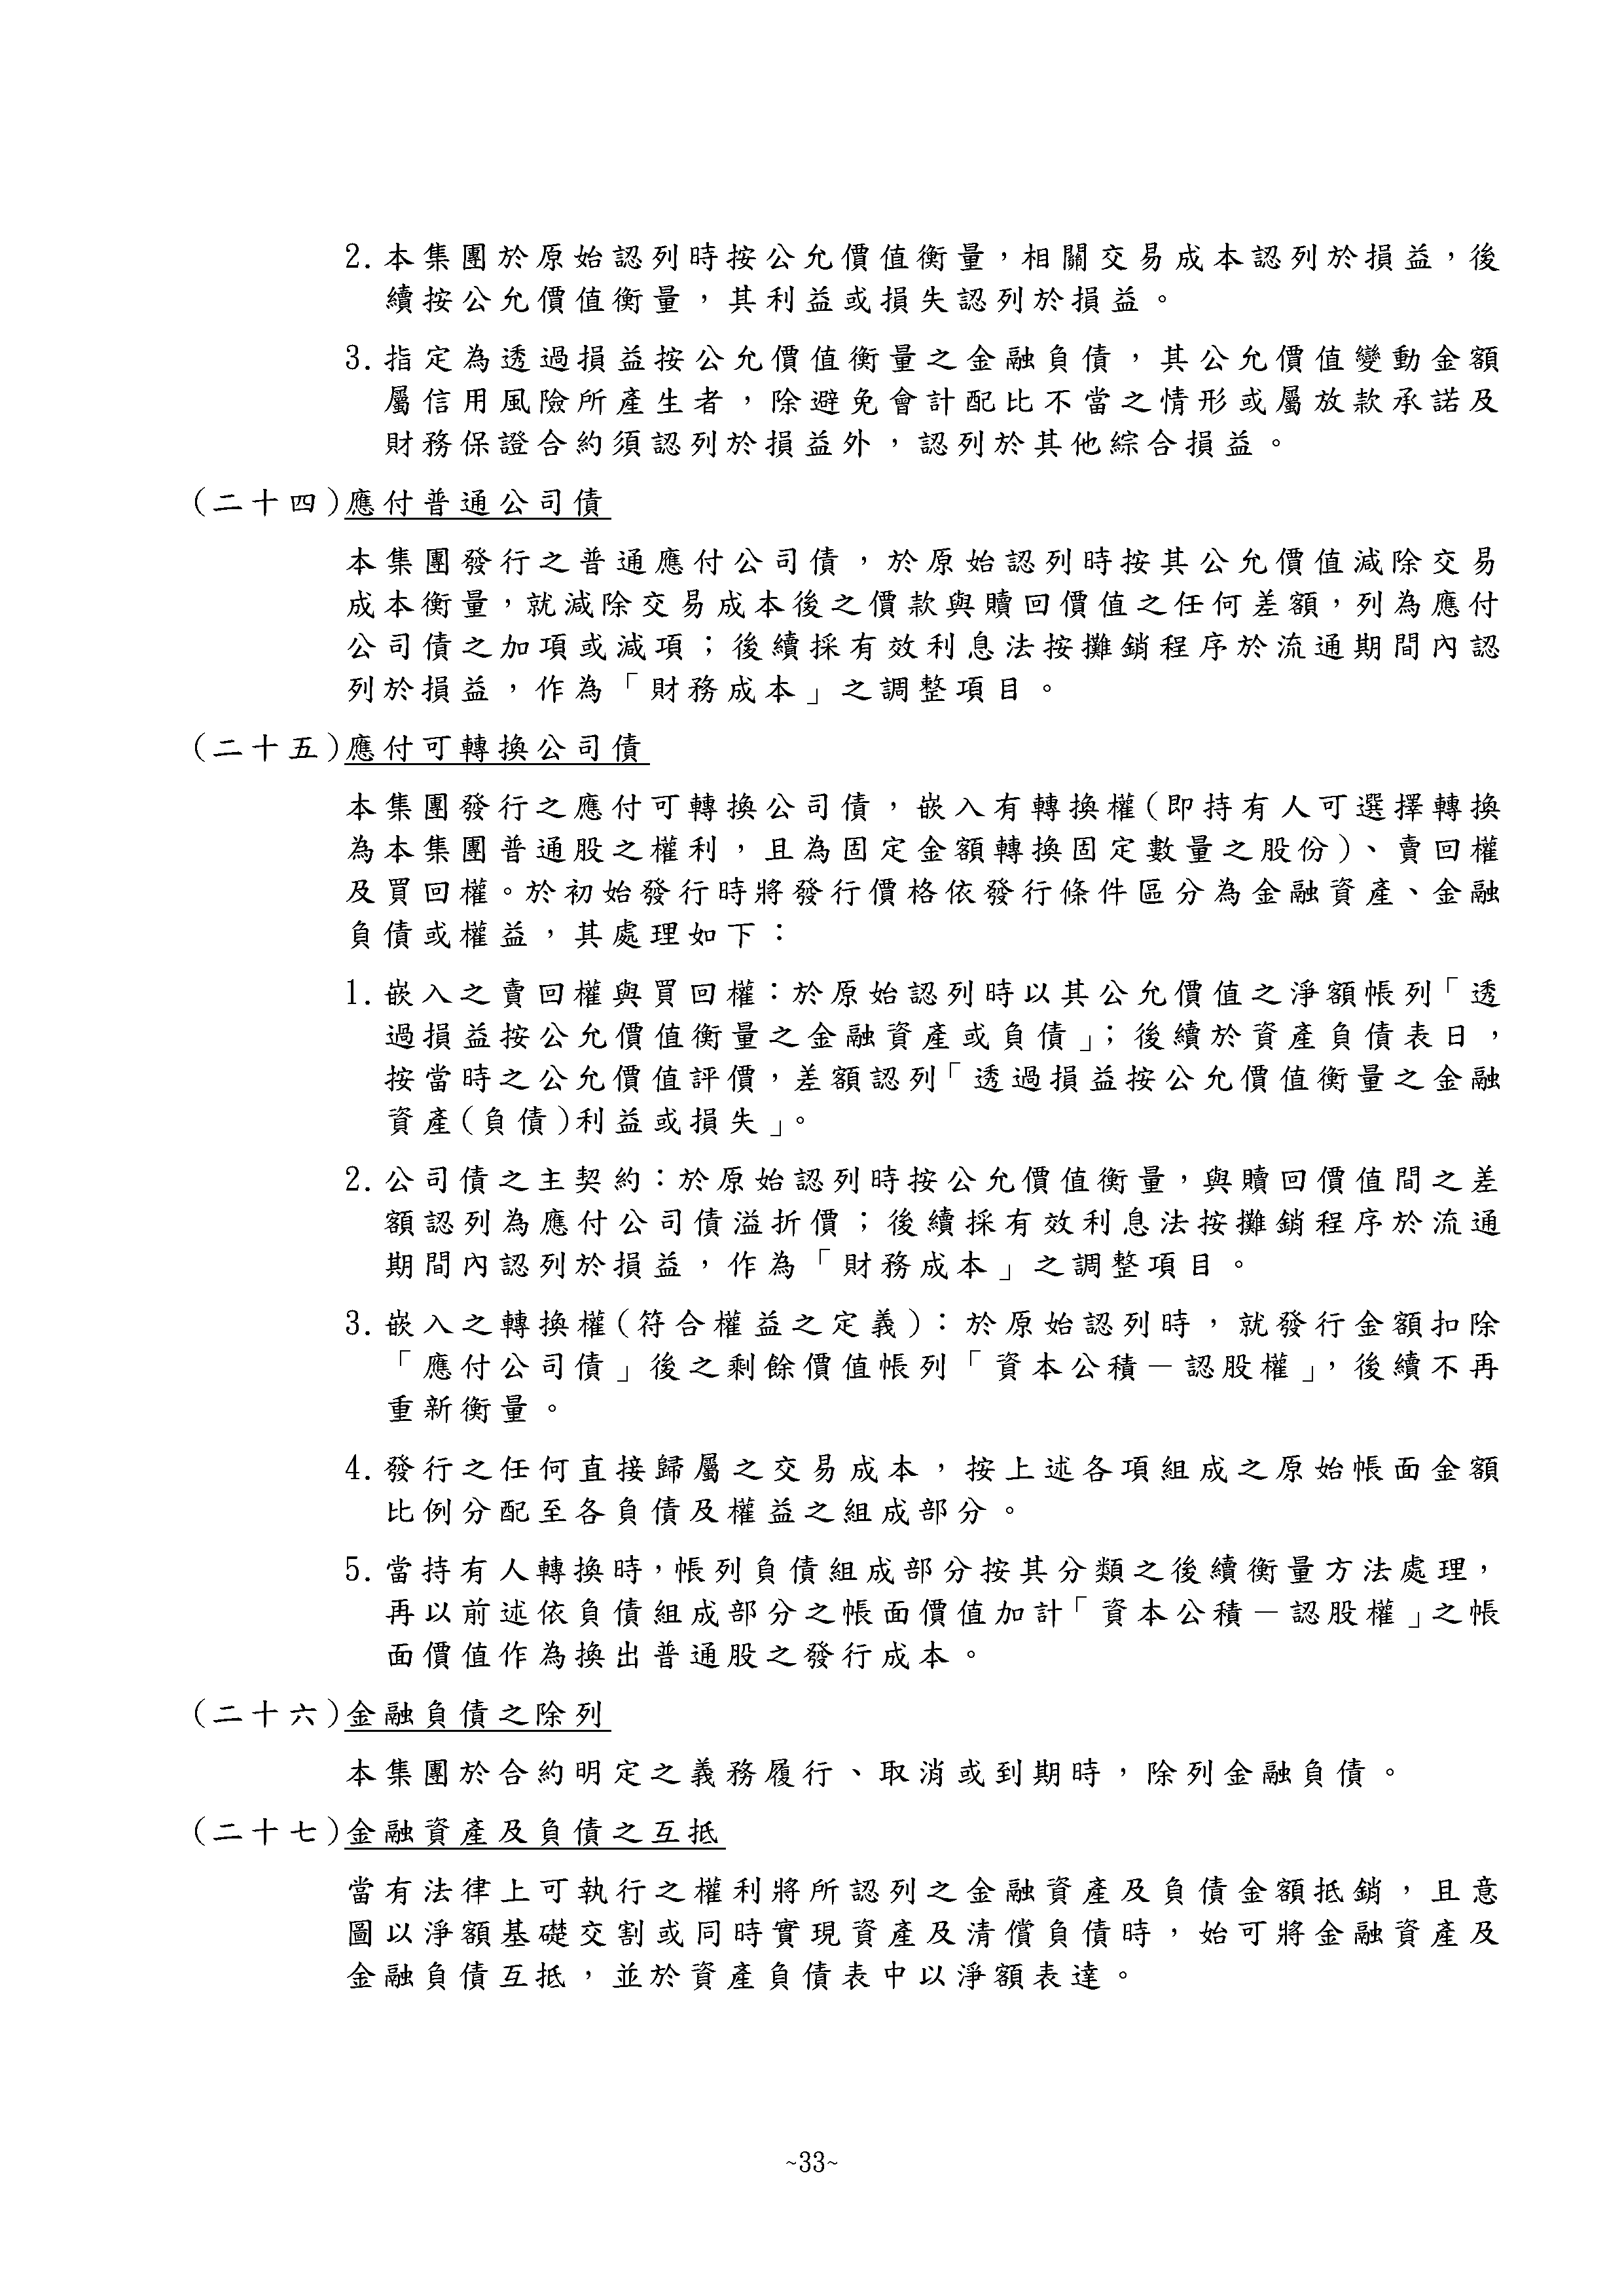 2. 本集團於原始認列時按公允價值衡量，相關交易成本認列於損益，後
續按公允價值衡量，其利益或損失認列於損益。
3. 指定為透過損益按公允價值衡量之金融負債，其公允價值變動金額
屬信用風險所產生者，除避免會計配比不當之情形或屬放款承諾及
財務保證合約須認列於損益外，認列於其他綜合損益。
(二十四)應付普通公司債
本集團發行之普通應付公司債，於原始認列時按其公允價值減除交易
成本衡量，就減除交易成本後之價款與贖回價值之任何差額，列為應付
公司債之加項或減項；後續採有效利息法按攤銷程序於流通期間內認
列於損益，作為「財務成本」之調整項目。
(二十五)應付可轉換公司債
本集團發行之應付可轉換公司債，嵌入有轉換權(即持有人可選擇轉換
為本集團普通股之權利，且為固定金額轉換固定數量之股份)、賣回權
及買回權。於初始發行時將發行價格依發行條件區分為金融資產、金融
負債或權益，其處理如下：
1. 嵌入之賣回權與買回權：於原始認列時以其公允價值之淨額帳列「透
過損益按公允價值衡量之金融資產或負債」；後續於資產負債表日，
按當時之公允價值評價，差額認列「透過損益按公允價值衡量之金融
資產(負債)利益或損失」。
2. 公司債之主契約：於原始認列時按公允價值衡量，與贖回價值間之差
額認列為應付公司債溢折價；後續採有效利息法按攤銷程序於流通
期間內認列於損益，作為「財務成本」之調整項目。
3. 嵌入之轉換權(符合權益之定義)：於原始認列時，就發行金額扣除
「應付公司債」後之剩餘價值帳列「資本公積－認股權」，後續不再
重新衡量。
4. 發行之任何直接歸屬之交易成本，按上述各項組成之原始帳面金額
比例分配至各負債及權益之組成部分。
5. 當持有人轉換時，帳列負債組成部分按其分類之後續衡量方法處理，
再以前述依負債組成部分之帳面價值加計「資本公積－認股權」之帳
面價值作為換出普通股之發行成本。
(二十六)金融負債之除列
本集團於合約明定之義務履行、取消或到期時，除列金融負債。
(二十七)金融資產及負債之互抵
當有法律上可執行之權利將所認列之金融資產及負債金額抵銷，且意
圖以淨額基礎交割或同時實現資產及清償負債時，始可將金融資產及
金融負債互抵，並於資產負債表中以淨額表達。
~33~